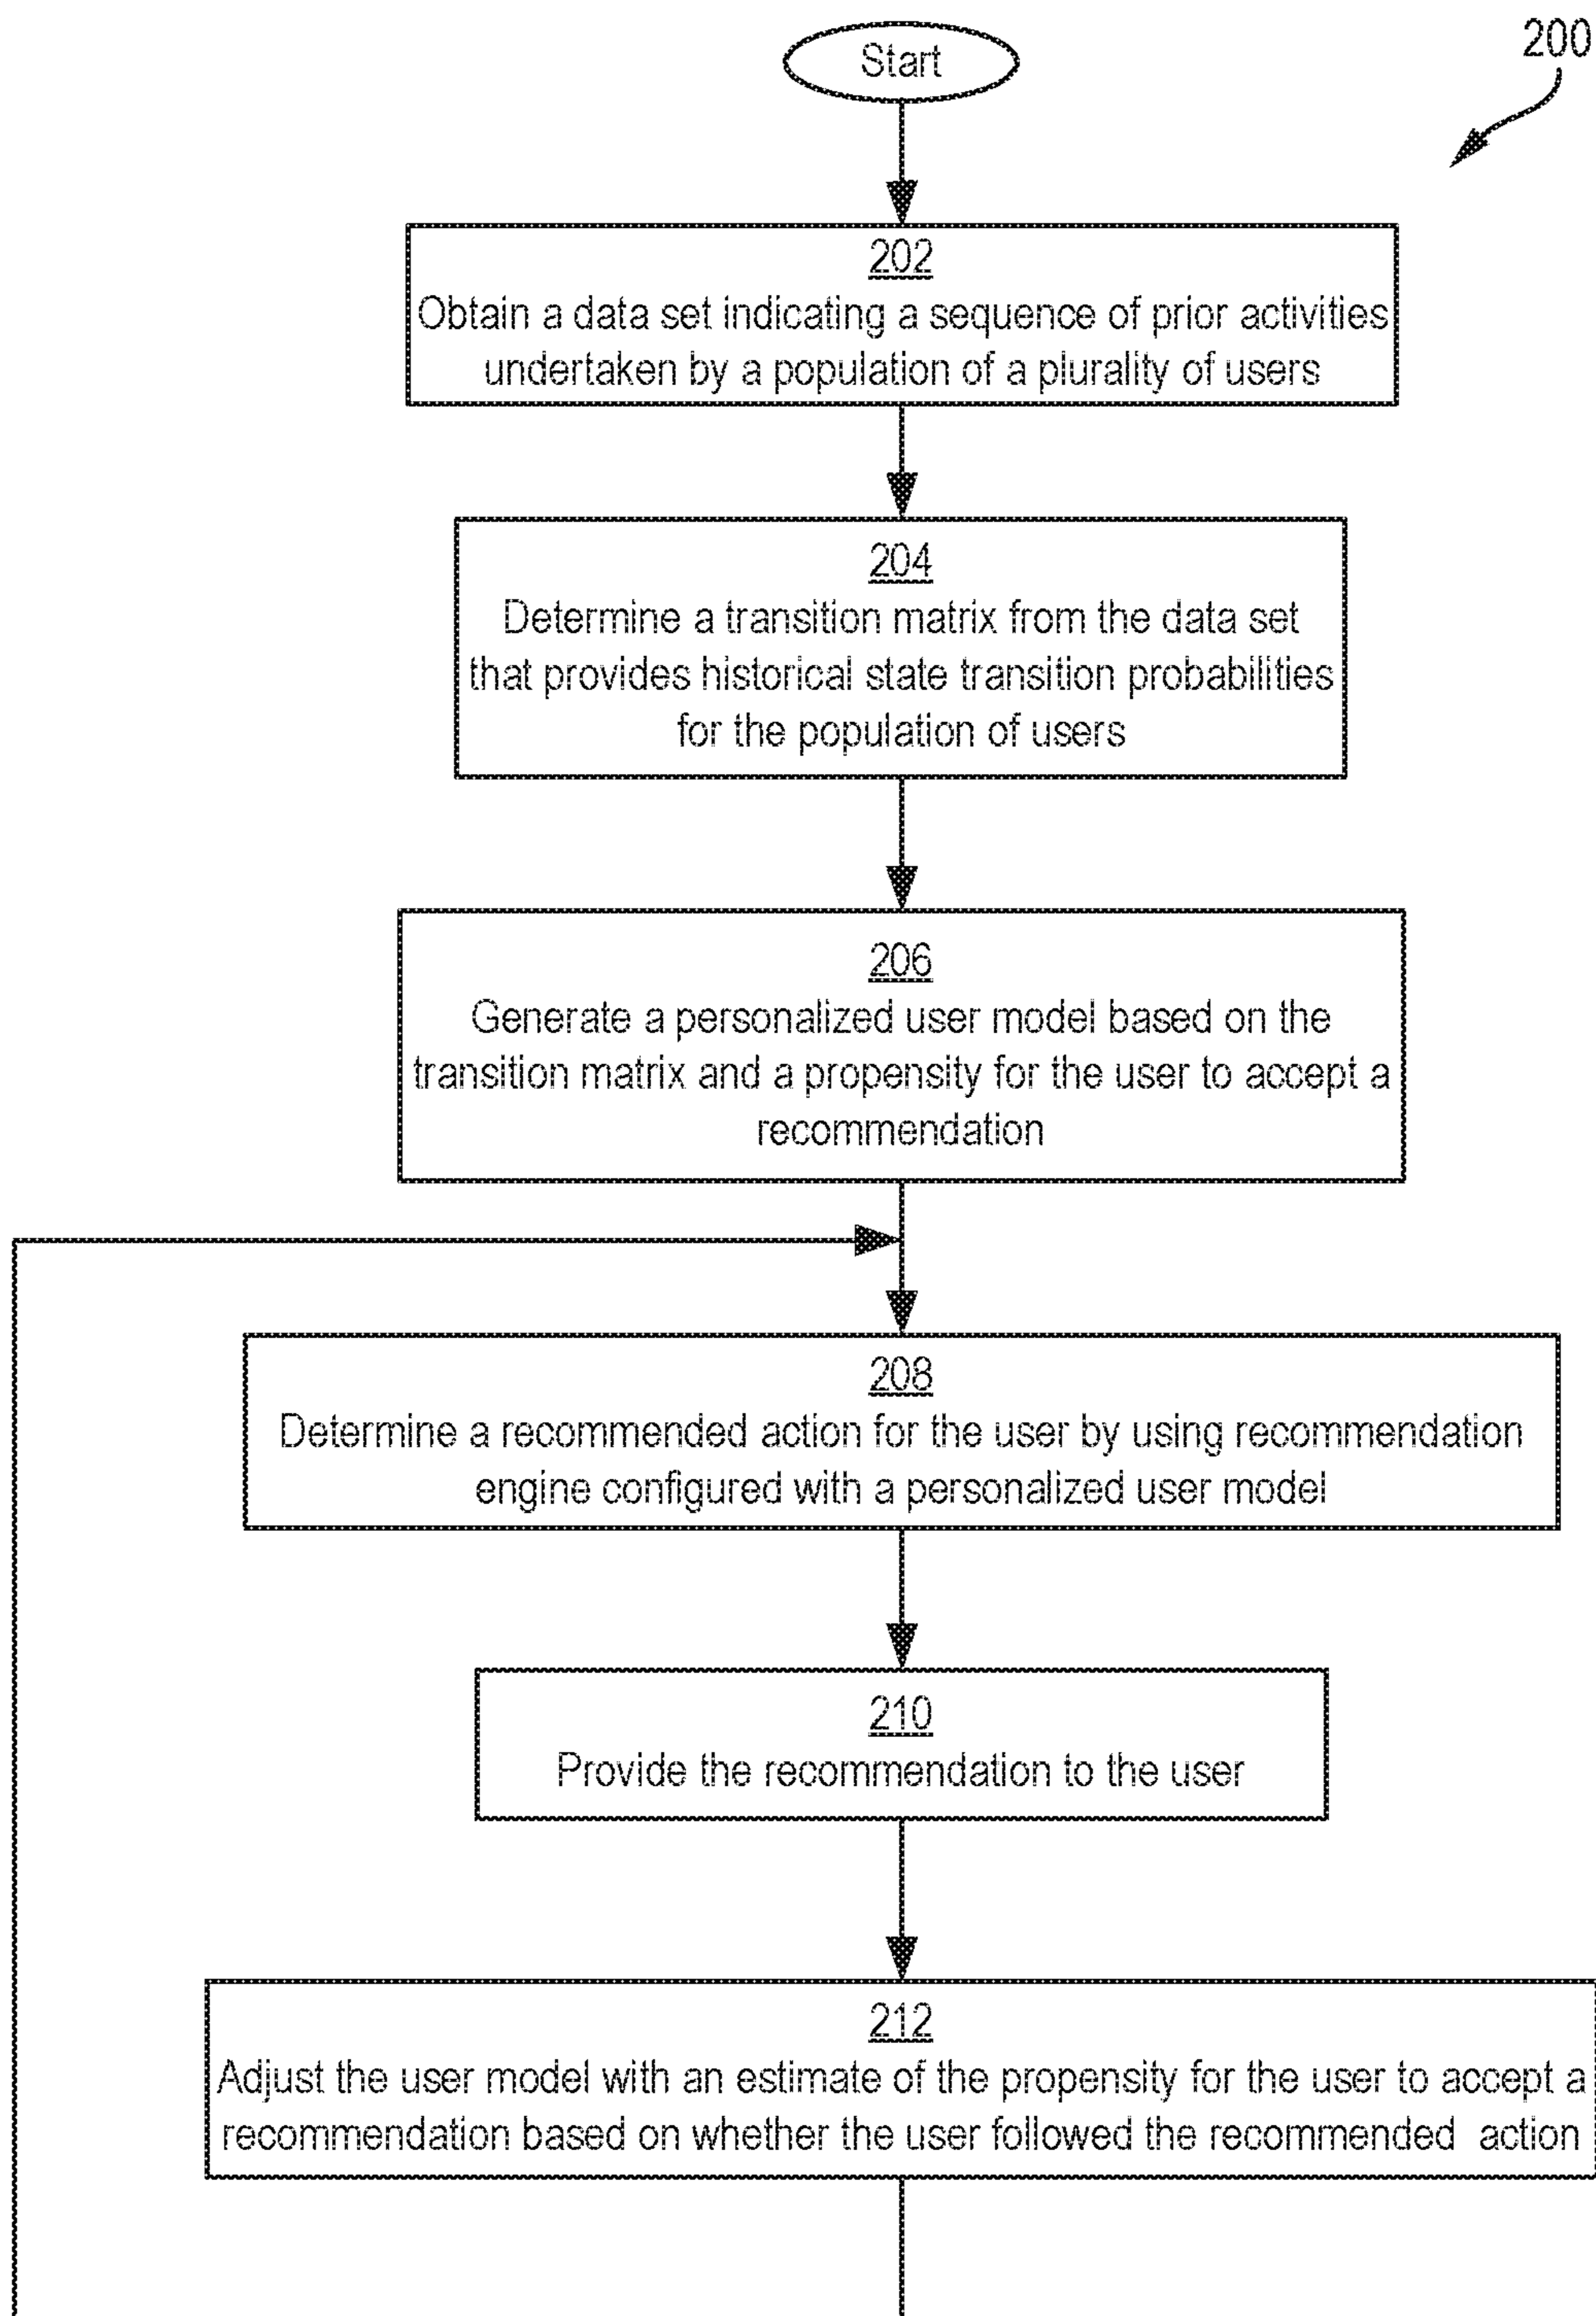 200
Start
202
Obtain a data set indicating a sequence of prior activities
undertaken by a population of a plurality of users
204
Determine a transition matrix from the data set
that provides historical state transition probabilities
for the population of users
206
Generate a personalized user model based on the
transition matrix and a propensity for the user to accept a
recommendation
208
Determine a recommended action for the user by using recommendation
engine configured with a personalized user model
210
Provide the recommendation to the user
212
Adjust the user model with an estimate of the propensity for the user to accept a
recommendation based on whether the user followed the recommended action